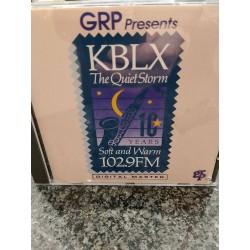 GRP Presents
KBLX
The Quiet Storm
10
YEARS
Soft and Warm
102.9FM
DIGITAL MASTER